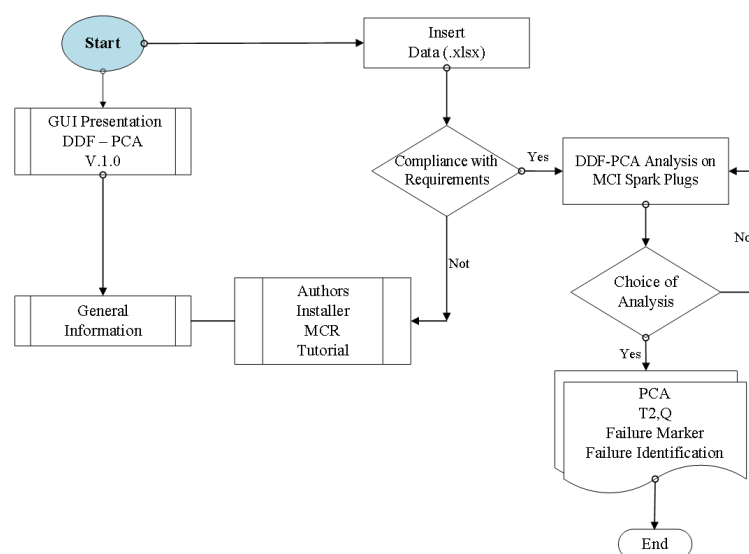 Start
Insert
Data (.xlsx)
GUI Presentation
DDF – PCA
V.1.0
Compliance with
Requirements
Yes
DDF-PCA Analysis on
MCI Spark Plugs
Not
No
Choice of
Analysis
General
Information
Authors
Installer
MCR
Tutorial
Yes
PCA
T2,Q
Failure Marker
Failure Identification
End